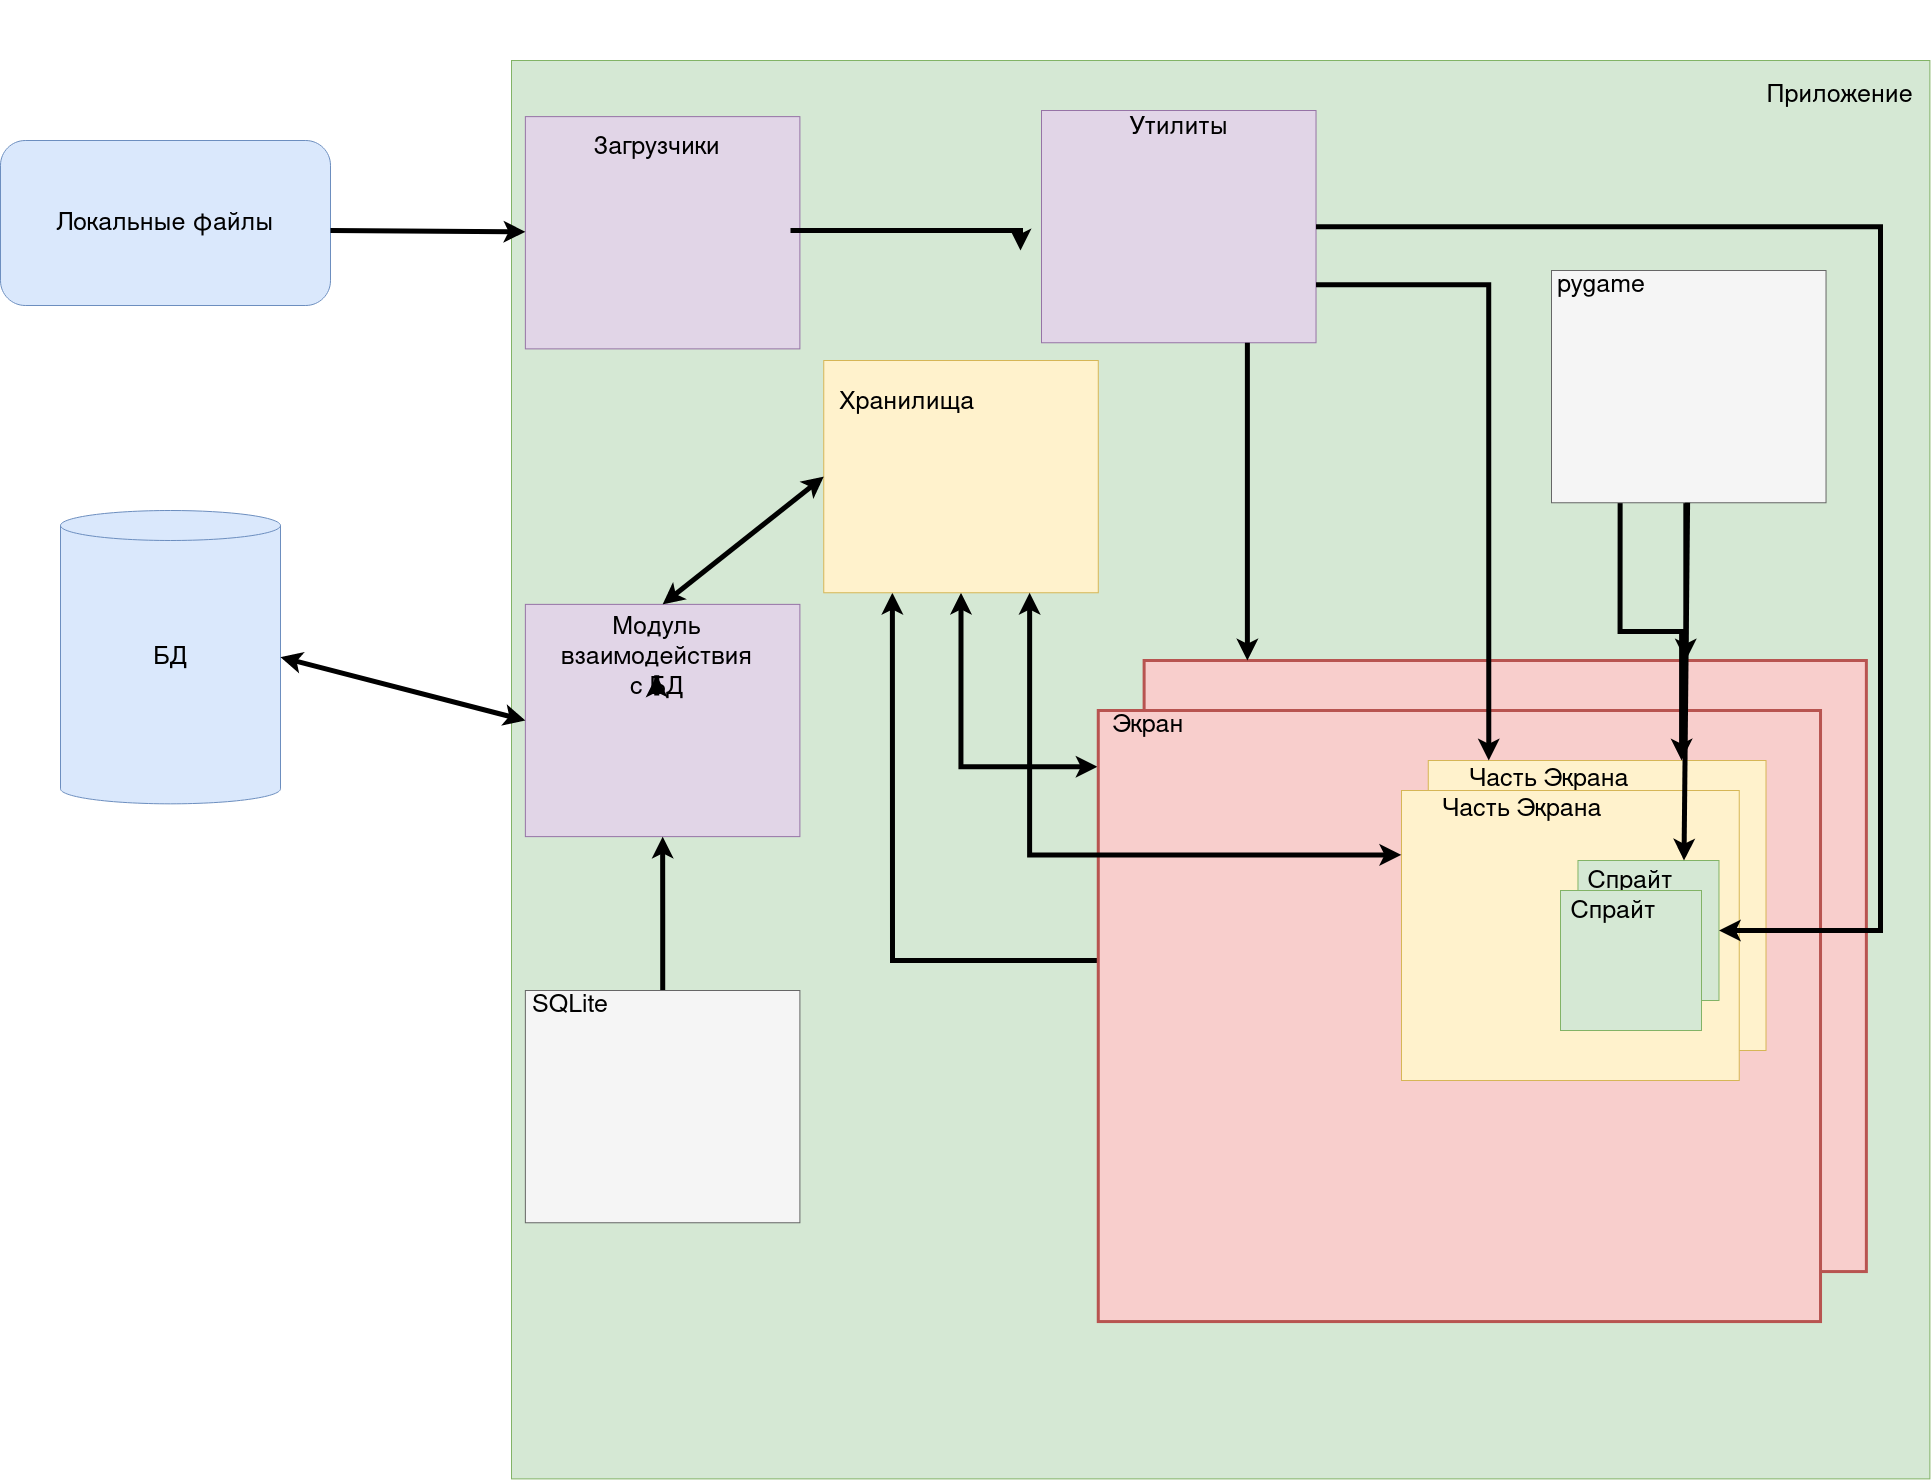 Приложение
Загрузчики
Утилиты
Локальные файлы
pygame
Хранилища
Модуль
взаимодействия
с БД
БД
Экран
Часть Экрана
Часть Экрана
Спрайт
Спрайт
SQLite